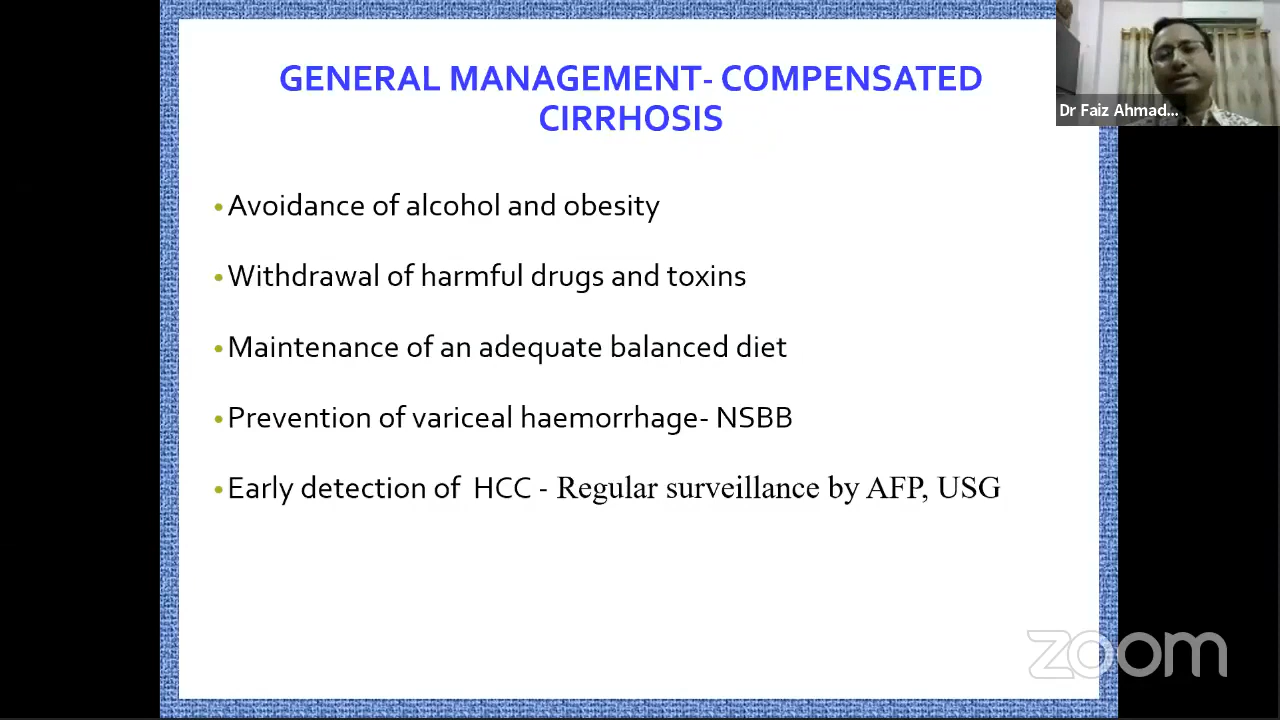 GENERAL MANAGEMENT- COMPENSATED
CIRRHOSIS
Dr Faiz Ahmad...
•Avoidance of alcohol and obesity
•Withdrawal of harmful drugs and toxins
•Maintenance of an adequate balanced diet
•Prevention of variceal haemorrhage- NSBB
•Early detection of HCC - Regular surveillance by AFP, USG
zoom